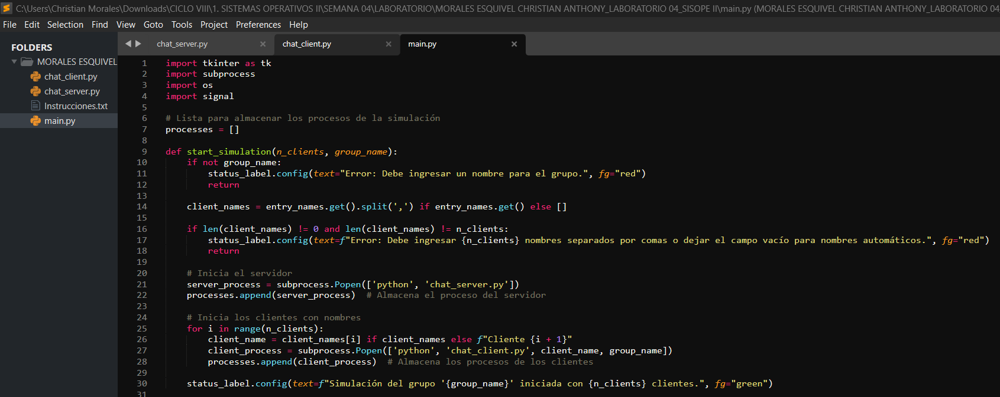 C:\Users\Christian Morales\Downloads\CICLO VIII\1. SISTEMAS OPERATIVOS II\SEMANA 04\LABORATORIO\MORALES ESQUIVEL CHRISTIAN ANTHONY_LABORATORIO 04_SISOPE II\main.py (MORALES ESQUIVEL CHRISTIAN ANTHONY_LABORATORIO 04
File Edit Selection Find View Goto Tools Project Preferences Help
FOLDERS
MORALES ESQUIVEL
chat_client.py
chat_server.py
Instrucciones.txt
main.py
chat_server.py × chat_client.py × main.py ×
1 import tkinter as tk
2 import subprocess
3 import os
4 import signal
5
6 # Lista para almacenar los procesos de la simulación
7 processes = []
8
9 def start_simulation(n_clients, group_name):
10     if not group_name:
11         status_label.config(text="Error: Debe ingresar un nombre para el grupo.", fg="red")
12         return
13
14     client_names = entry_names.get().split(',') if entry_names.get() else []
15
16     if len(client_names) != 0 and len(client_names) != n_clients:
17         status_label.config(text=f"Error: Debe ingresar {n_clients} nombres separados por comas o dejar el campo vacío para nombres automáticos.", fg="red")
18         return
19
20     # Inicia el servidor
21     server_process = subprocess.Popen(['python', 'chat_server.py'])
22     processes.append(server_process)  # Almacena el proceso del servidor
23
24     # Inicia los clientes con nombres
25     for i in range(n_clients):
26         client_name = client_names[i] if client_names else f"Cliente {i + 1}"
27         client_process = subprocess.Popen(['python', 'chat_client.py', client_name, group_name])
28         processes.append(client_process)  # Almacena los procesos de los clientes
29
30     status_label.config(text=f"Simulación del grupo '{group_name}' iniciada con {n_clients} clientes.", fg="green")
31